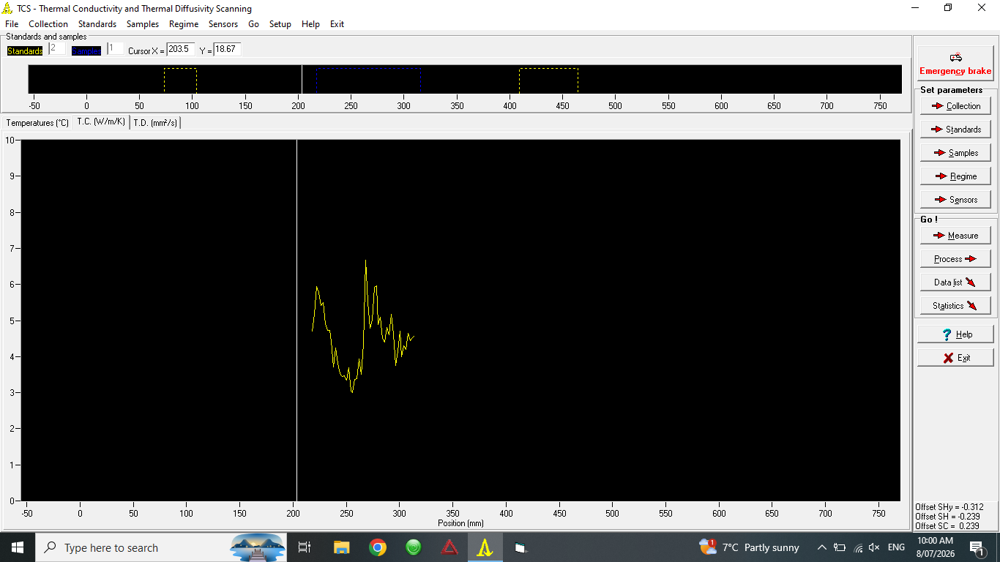 TCS - Thermal Conductivity and Thermal Diffusivity Scanning
File Collection Standards Samples Regime Sensors Go Setup Help Exit
Standards and samples
Standards 2 Samples 1 Cursor X = 203.5 Y = 18.67
-50 0 50 100 150 200 250 300 350 400 450 500 550 600 650 700 750
Temperatures (°C) T.C. (W/m/K) T.D. (mm²/s)
10
9
8
7
6
5
4
3
2
1
0
-50 0 50 100 150 200 250 300 350 400 450 500 550 600 650 700 750
Position (mm)
Emergency brake
Set parameters
Collection
Standards
Samples
Regime
Sensors
Go !
Measure
Process
Data list
Statistics
Help
Exit
Offset SHy = -0.312
Offset SH = -0.239
Offset SC = 0.239
Type here to search
7°C Partly sunny
ENG
10:00 AM
8/07/2026
1
1